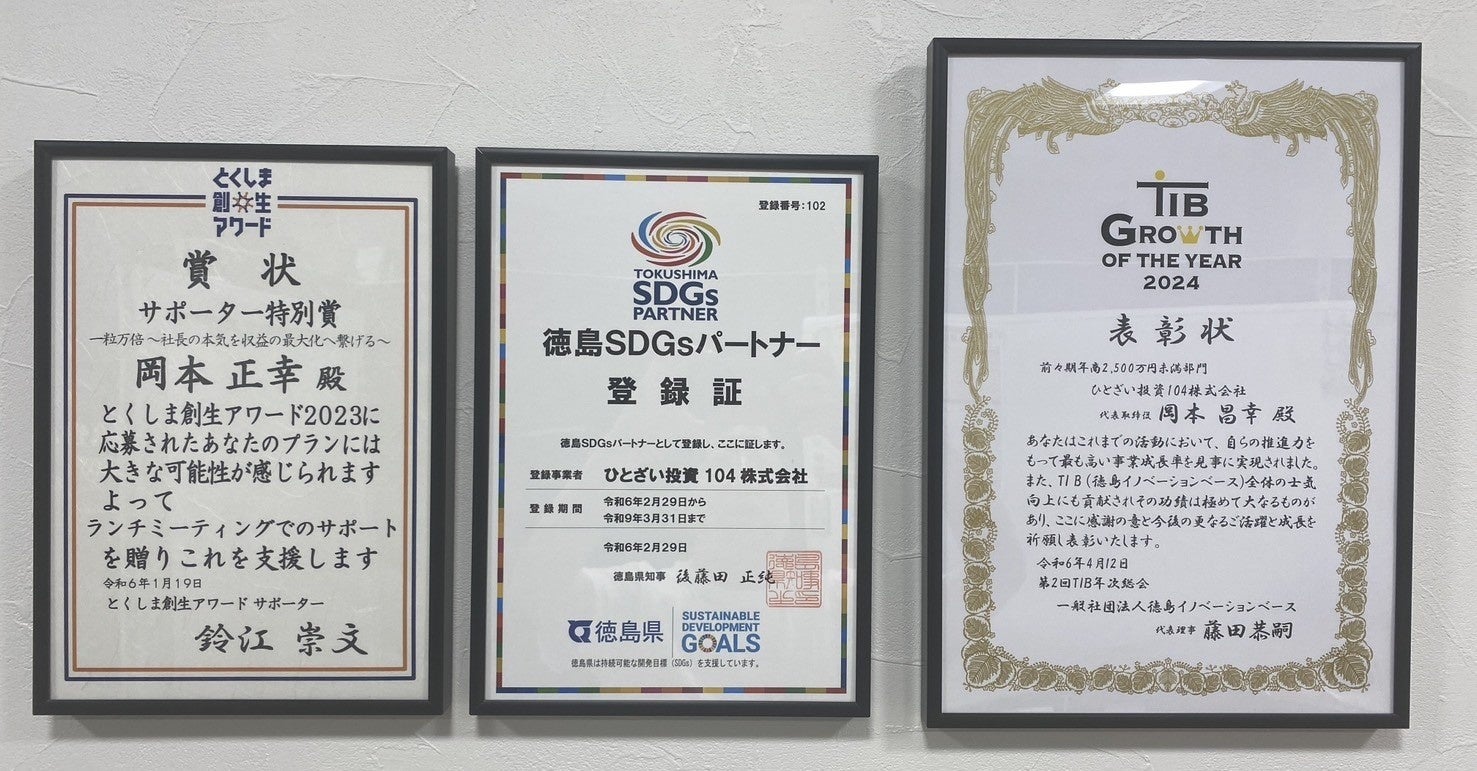 とくしま
創生
アワード
賞 状
サポーター特別賞
一粒万倍 ～社長の本気を収益の最大化へ繋げる～
岡本 正幸 殿
とくしま創生アワード2023に
応募されたあなたのプランには
大きな可能性が感じられます
よって
ランチミーティングでのサポート
を贈りこれを支援します
令和6年1月19日
とくしま創生アワード サポーター
鈴江 崇文
登録番号:102
TOKUSHIMA
SDGs
PARTNER
徳島SDGsパートナー
登 録 証
徳島SDGsパートナーとして登録し、ここに証します。
登録事業者 ひとざい投資 104 株式会社
登録期間 令和6年2月29日から
令和9年3月31日まで
令和6年2月29日
徳島県知事 後藤田 正純
徳島県
SUSTAINABLE
DEVELOPMENT
GOALS
徳島県は持続可能な開発目標（SDGs）を支援しています。
TIB
GROWTH
OF THE YEAR
2024
表彰状
前々期年商2,500万円未満部門
ひとざい投資104株式会社
代表取締役 岡本 昌幸 殿
あなたはこれまでの活動において、自らの推進力を
もって最も高い事業成長率を見事に実現されました。
また、TIB(徳島イノベーションベース)全体の士気
向上にも貢献されその功績は極めて大なるものが
あり、ここに感謝の意と今後の更なるご活躍と成長を
祈願し表彰いたします。
令和6年4月12日
第2回TIB年次総会
一般社団法人徳島イノベーションベース
代表理事 藤田恭嗣